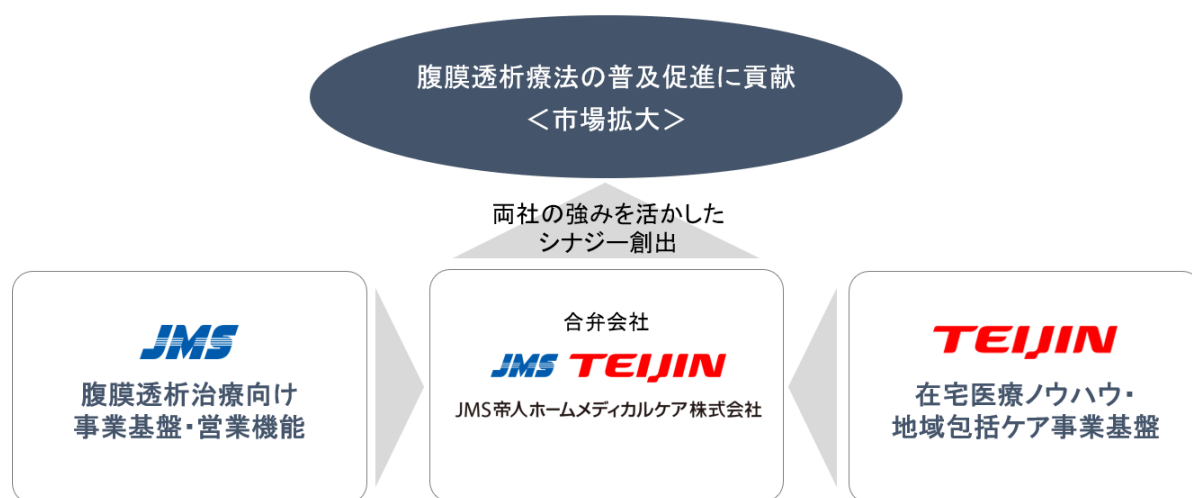 腹膜透析療法の普及促進に貢献
＜市場拡大＞
両社の強みを活かした
シナジー創出
JMS
腹膜透析治療向け
事業基盤・営業機能
合弁会社
JMS TEIJIN
JMS帝人ホームメディカルケア株式会社
TEIJIN
在宅医療ノウハウ・
地域包括ケア事業基盤